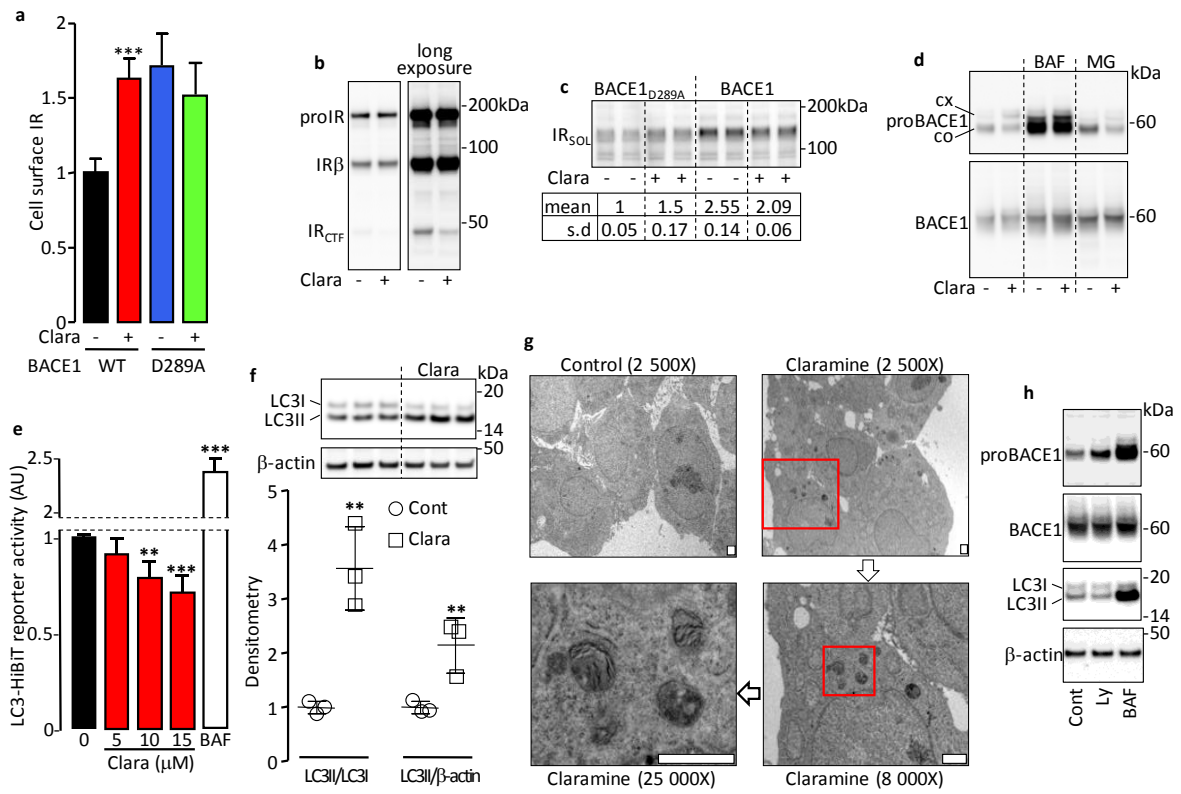 a
Cell surface IR
2
1.5
1
0.5
0
***
Clara - + - +
BACE1 WT D289A
b
long
exposure
proIR
IRβ
IRCTF
200kDa
100
50
Clara - + - +
c
BACE1D289A BACE1
IRSOL
200kDa
100
Clara - - + + - - + +
mean 1 1.5 2.55 2.09
s.d 0.05 0.17 0.14 0.06
d
BAF MG
kDa
cx
proBACE1
co
60
BACE1
60
Clara - + - + - +
e
LC3-HiBiT reporter activity (AU)
2.5
2
1
0.5
0
**
***
***
0 5 10 15 BAF
Clara (μM)
f
Clara
kDa
LC3I
LC3II
20
14
β-actin
50
Densitometry
5
4
3
2
1
0
Cont
Clara
**
**
LC3II/LC3I LC3II/β-actin
g
Control (2 500X) Claramine (2 500X)
Claramine (25 000X) Claramine (8 000X)
h
kDa
proBACE1
60
BACE1
60
LC3I
LC3II
20
14
β-actin
50
Cont
Ly
BAF